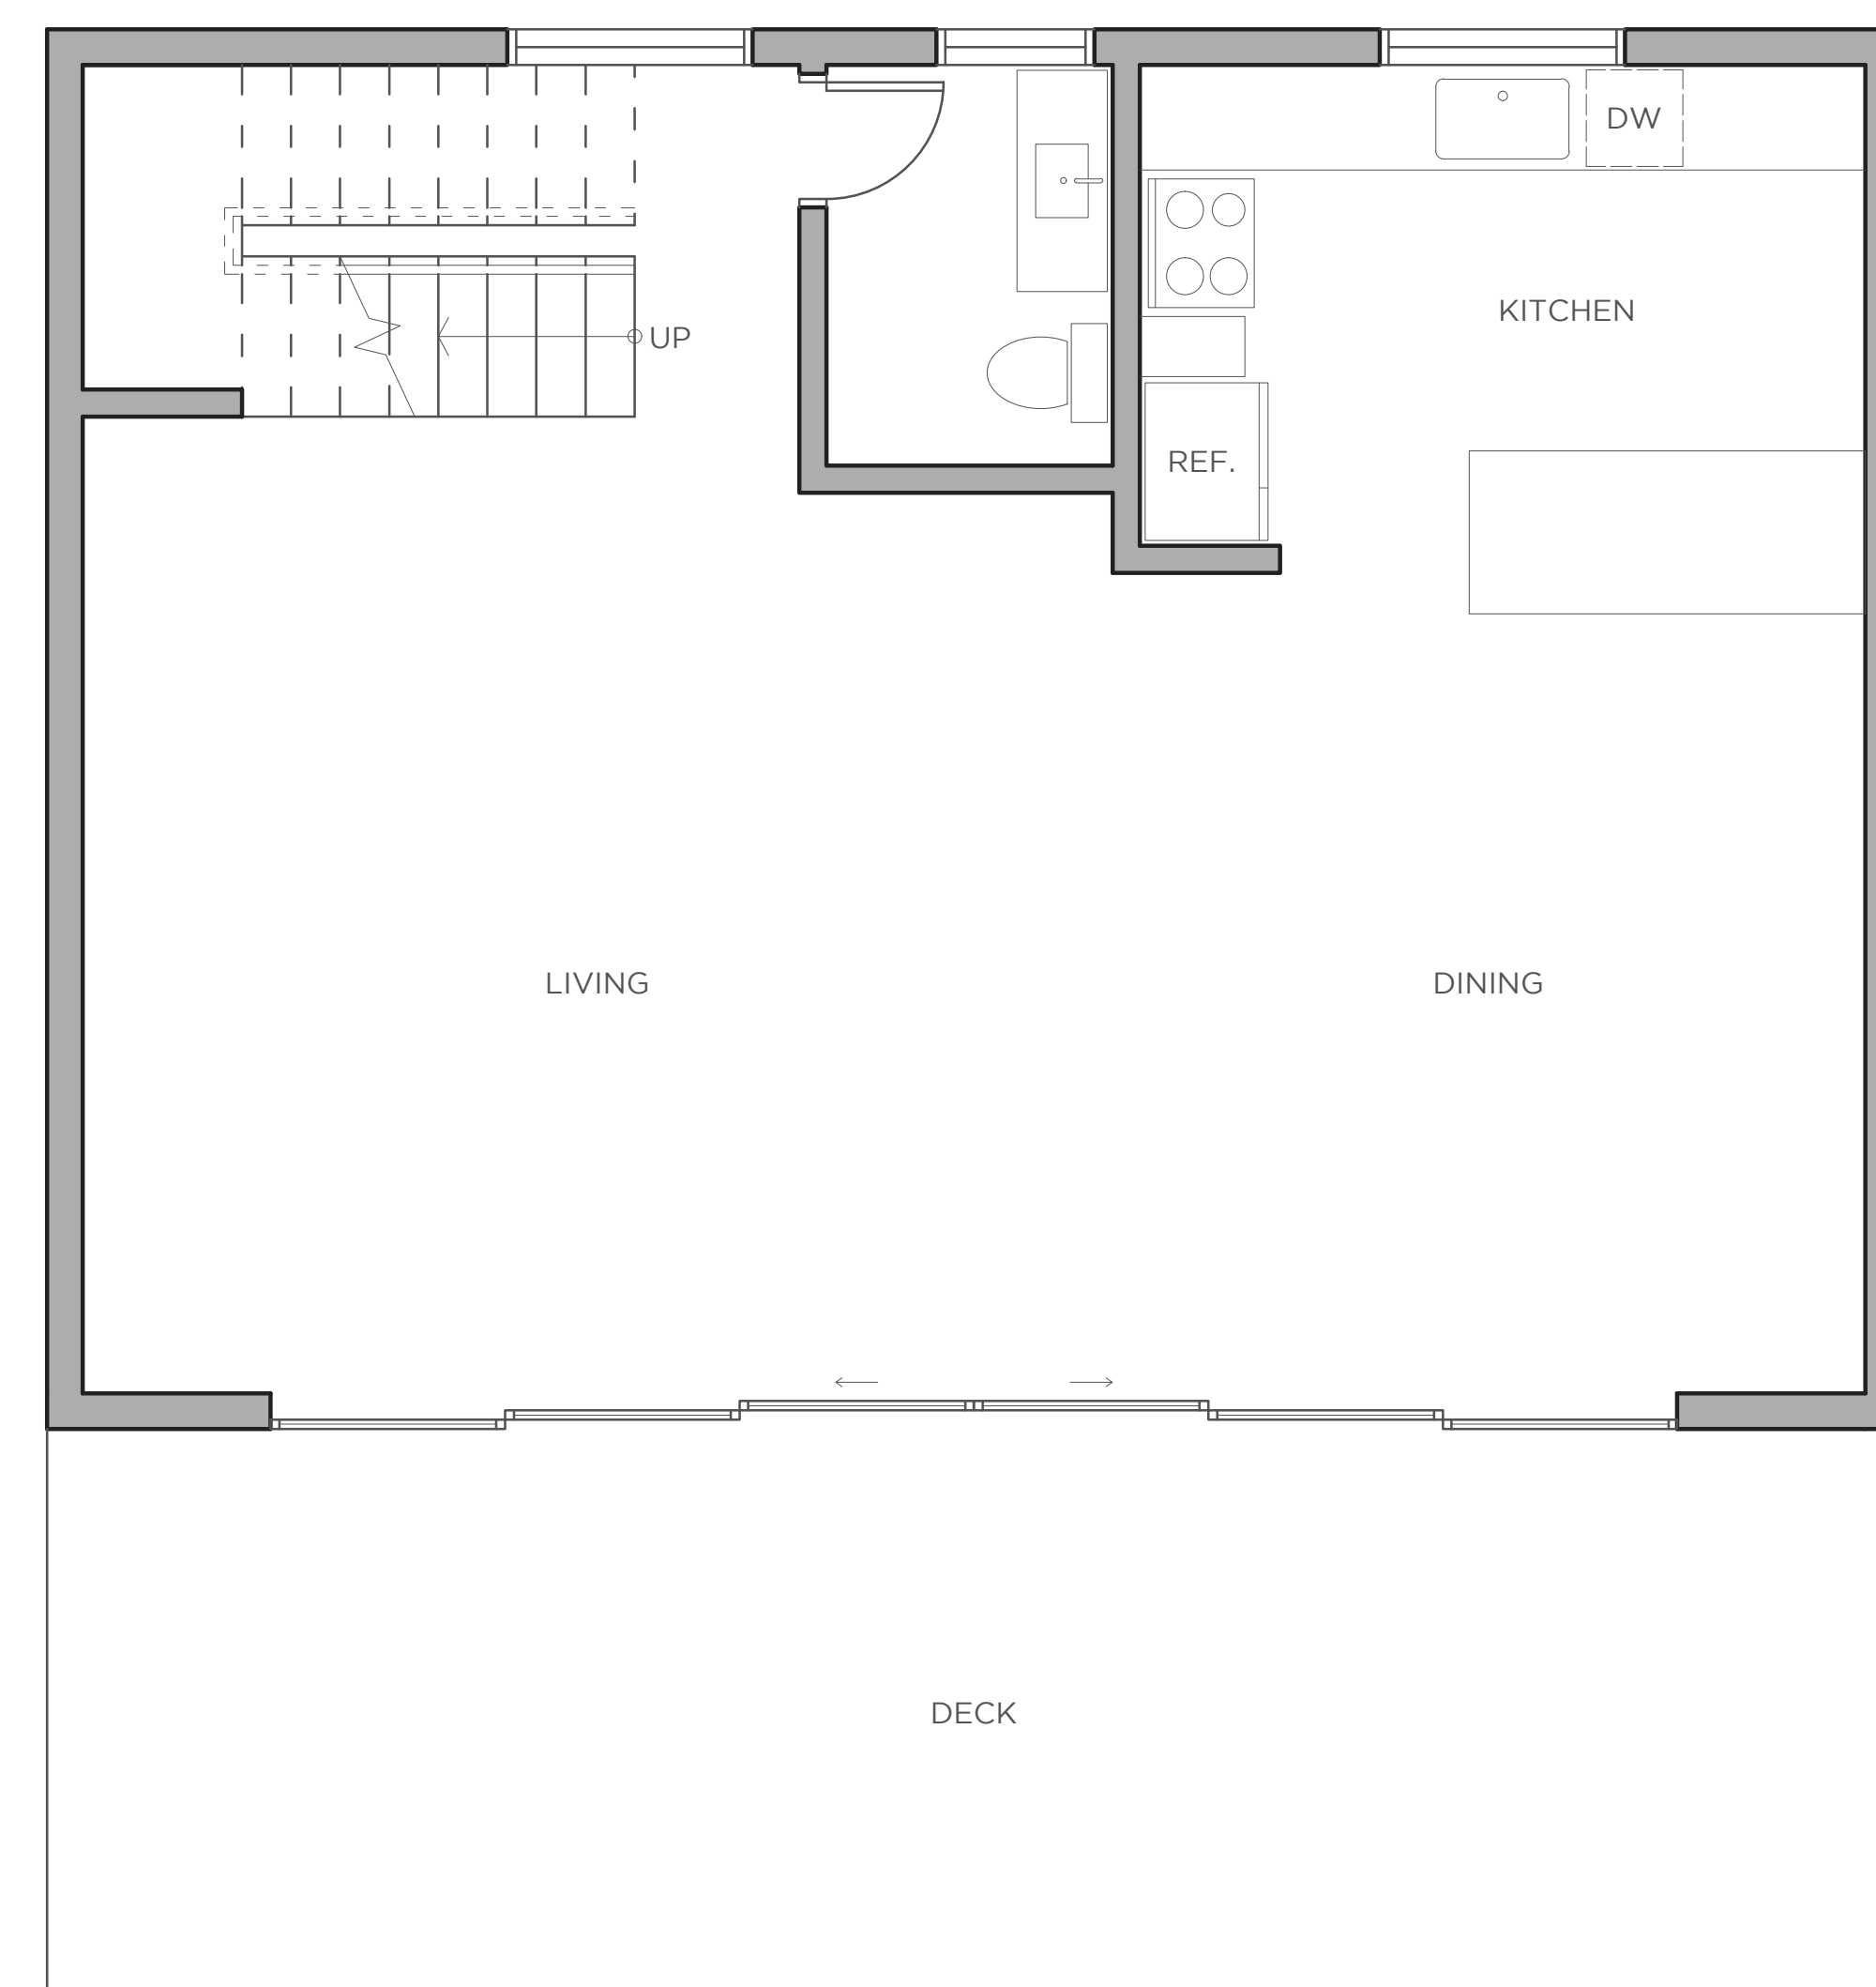 DW
KITCHEN
UP
REF.
LIVING
DINING
DECK